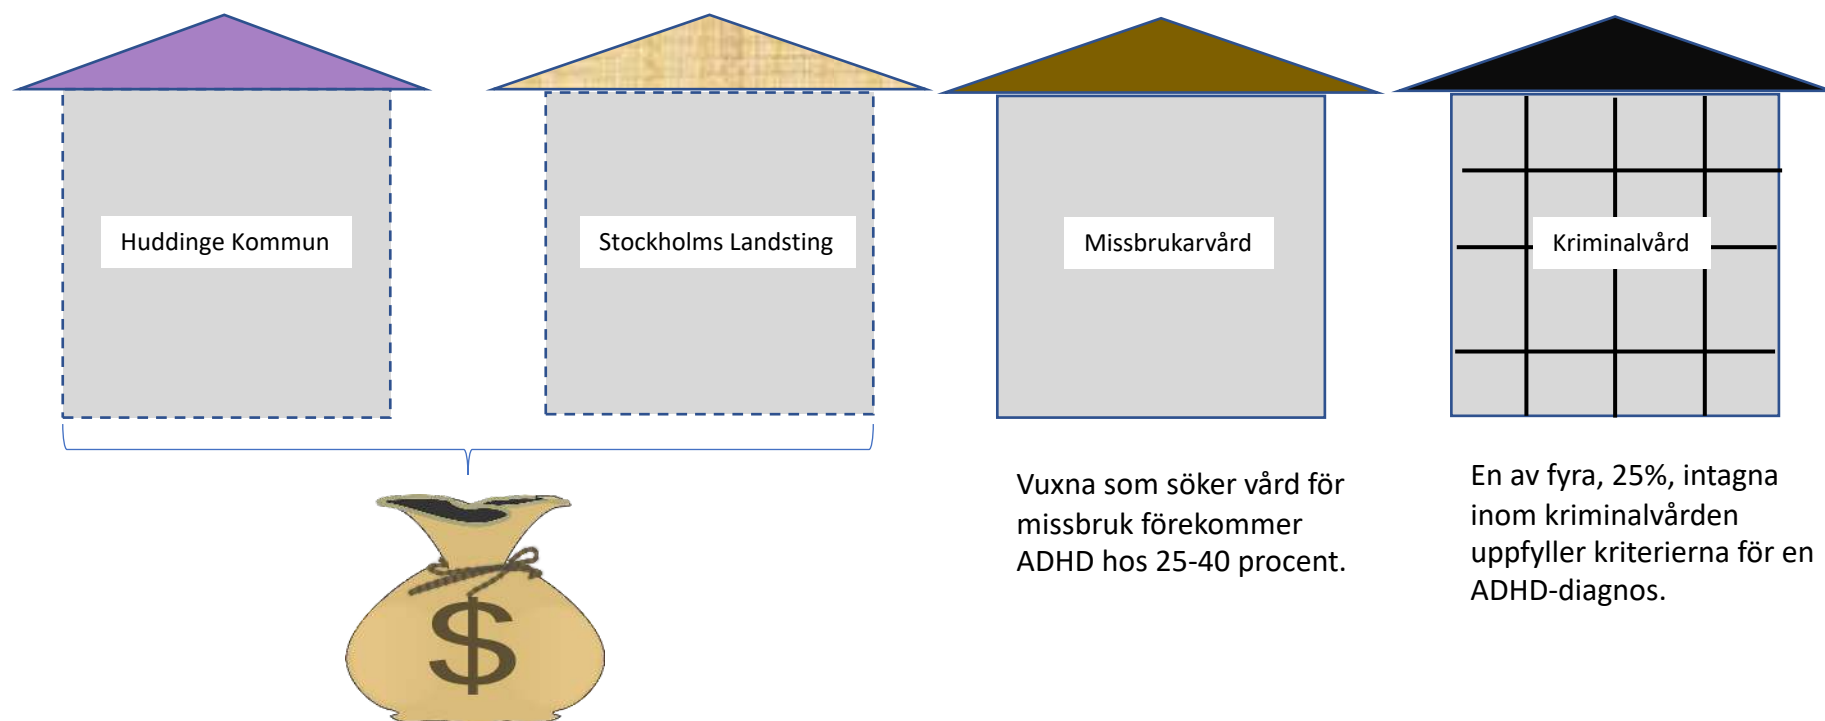 Huddinge Kommun
Stockholms Landsting
Missbrukarvård
Kriminalvård
Vuxna som söker vård för
missbruk förekommer
ADHD hos 25-40 procent.
En av fyra, 25%, intagna
inom kriminalvården
uppfyller kriterierna för en
ADHD-diagnos.
$